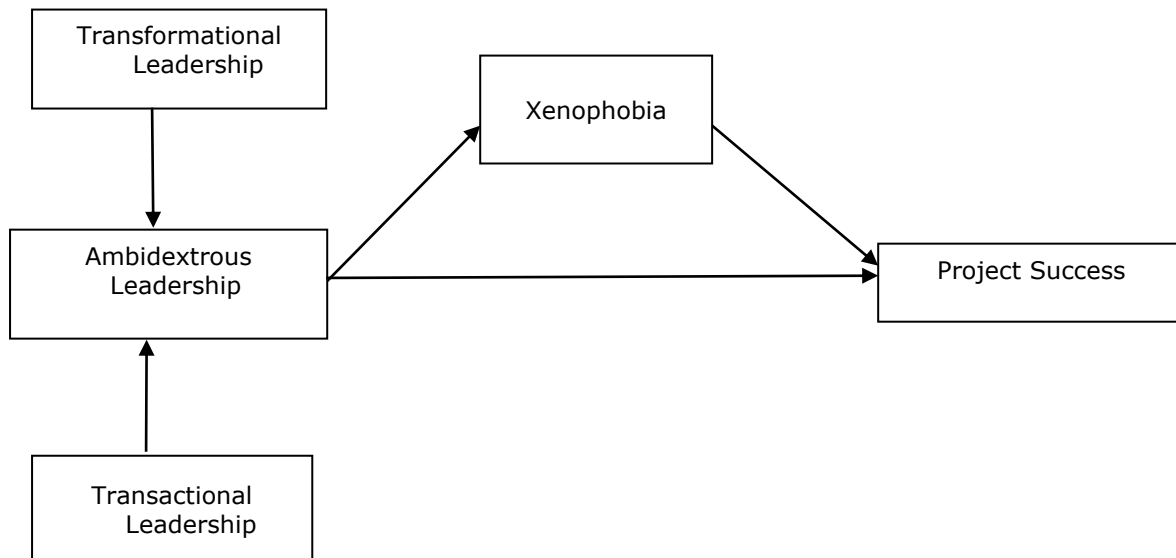 Transformational
Leadership
Xenophobia
Ambidextrous
Leadership
Project Success
Transactional
Leadership